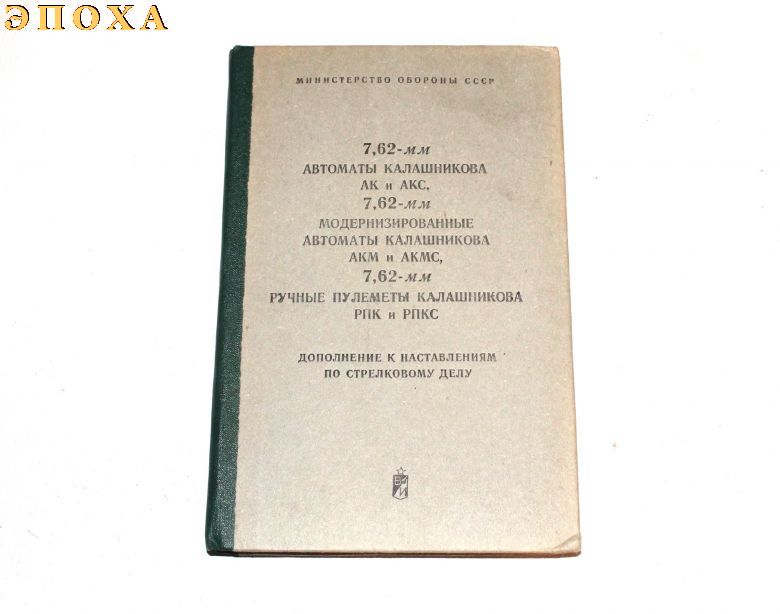 ЭПОХА
МИНИСТЕРСТВО ОБОРОНЫ СССР
7,62-мм
АВТОМАТЫ КАЛАШНИКОВА
АК и АКС,
7,62-мм
МОДЕРНИЗИРОВАННЫЕ
АВТОМАТЫ КАЛАШНИКОВА
АКМ и АКМС,
7,62-мм
РУЧНЫЕ ПУЛЕМЕТЫ КАЛАШНИКОВА
РПК и РПКС
ДОПОЛНЕНИЕ К НАСТАВЛЕНИЯМ
ПО СТРЕЛКОВОМУ ДЕЛУ